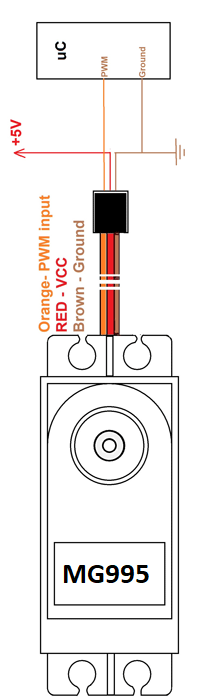 uC
PWM
Ground
+5V
Orange- PWM input
RED - VCC
Brown - Ground
MG995